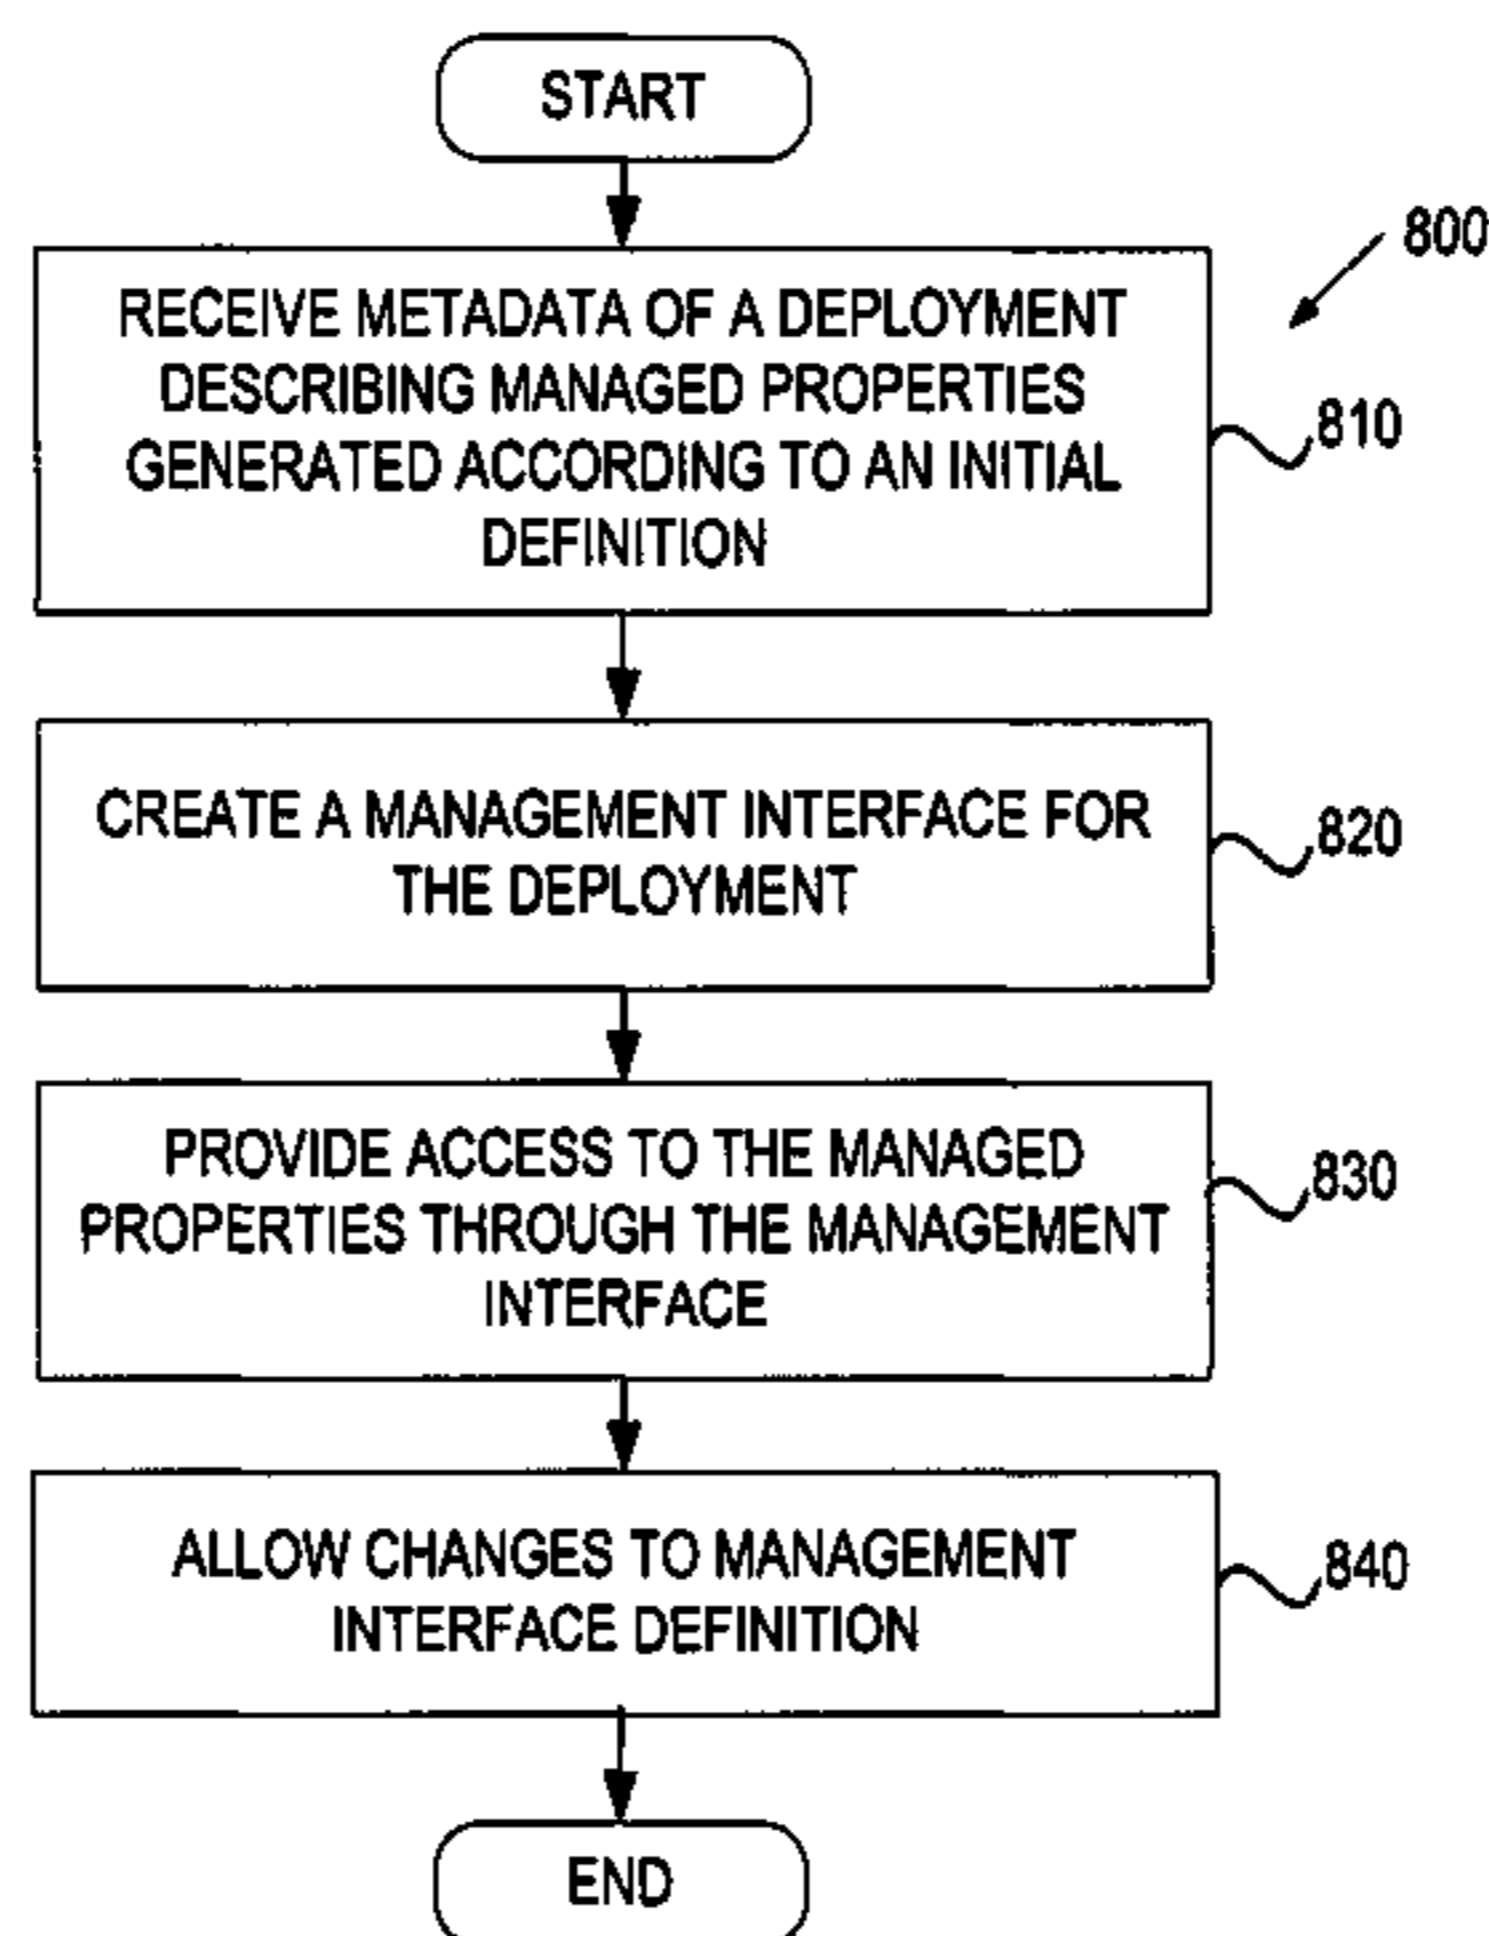 START
800
RECEIVE METADATA OF A DEPLOYMENT
DESCRIBING MANAGED PROPERTIES
GENERATED ACCORDING TO AN INITIAL
DEFINITION
810
CREATE A MANAGEMENT INTERFACE FOR
THE DEPLOYMENT
820
PROVIDE ACCESS TO THE MANAGED
PROPERTIES THROUGH THE MANAGEMENT
INTERFACE
830
ALLOW CHANGES TO MANAGEMENT
INTERFACE DEFINITION
840
END